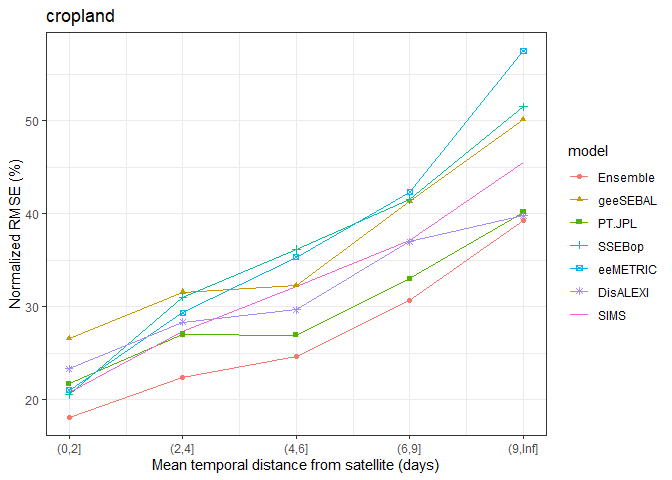 cropland
Normalized RMSE (%)
50
40
30
20
(0,2]
(2,4]
(4,6]
(6,9]
(9,Inf]
Mean temporal distance from satellite (days)
model
Ensemble
geeSEBAL
PT.JPL
SSEBop
eeMETRIC
DisALEXI
SIMS